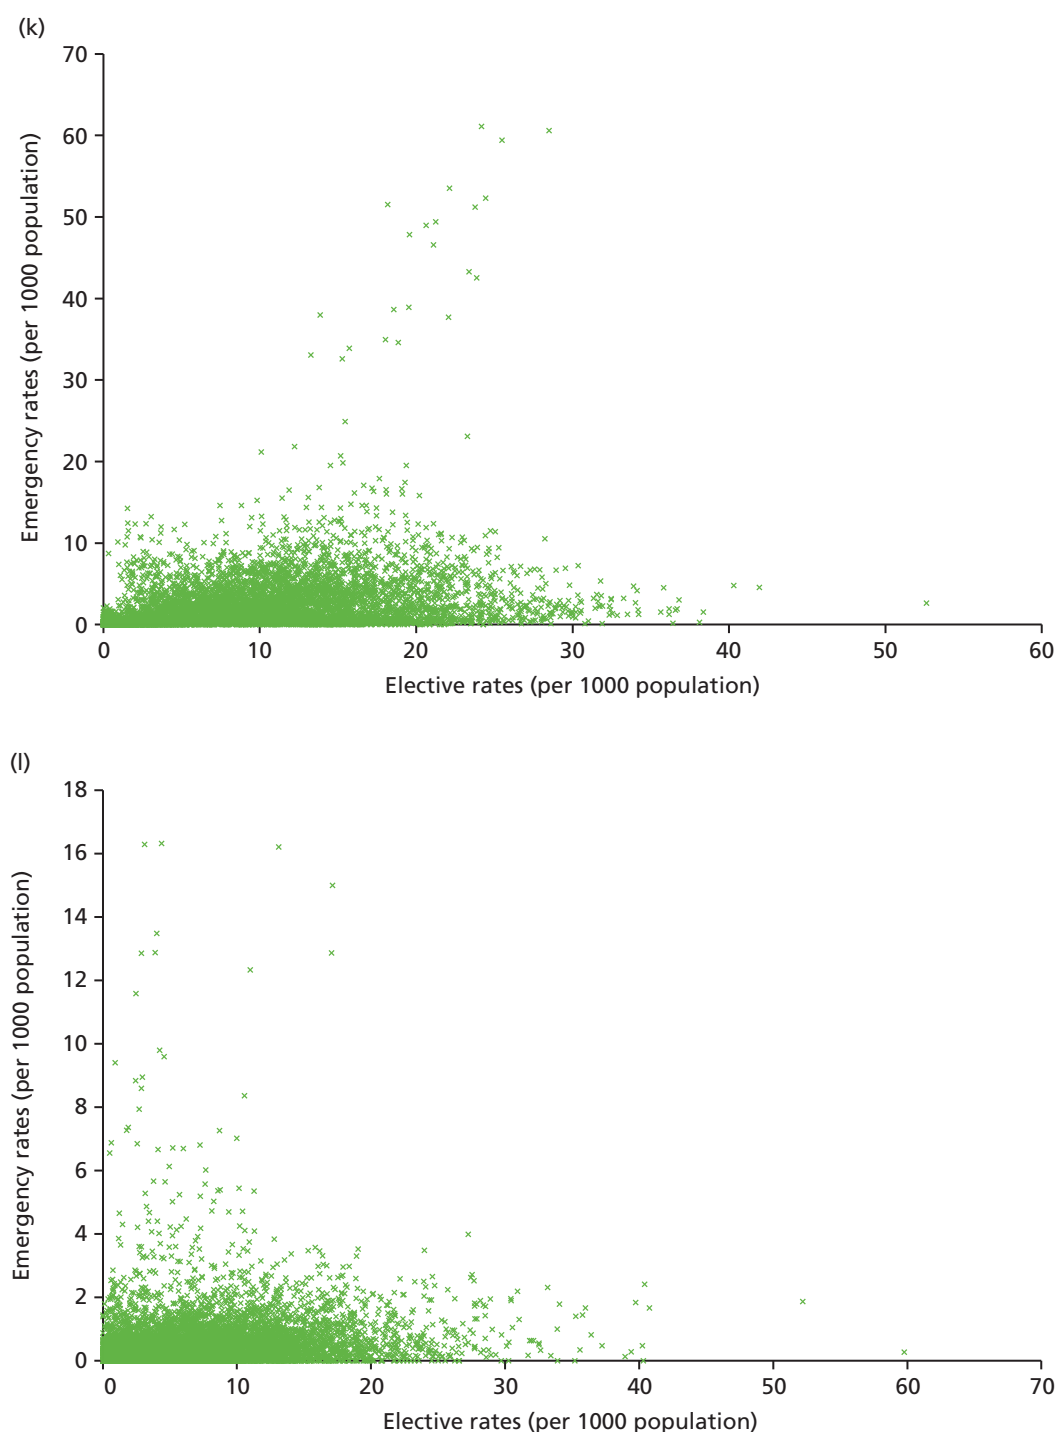 (k)
70
60
50
40
30
20
10
0
Emergency rates (per 1000 population)
0 10 20 30 40 50 60
Elective rates (per 1000 population)
(l)
18
16
14
12
10
8
6
4
2
0
Emergency rates (per 1000 population)
0 10 20 30 40 50 60 70
Elective rates (per 1000 population)